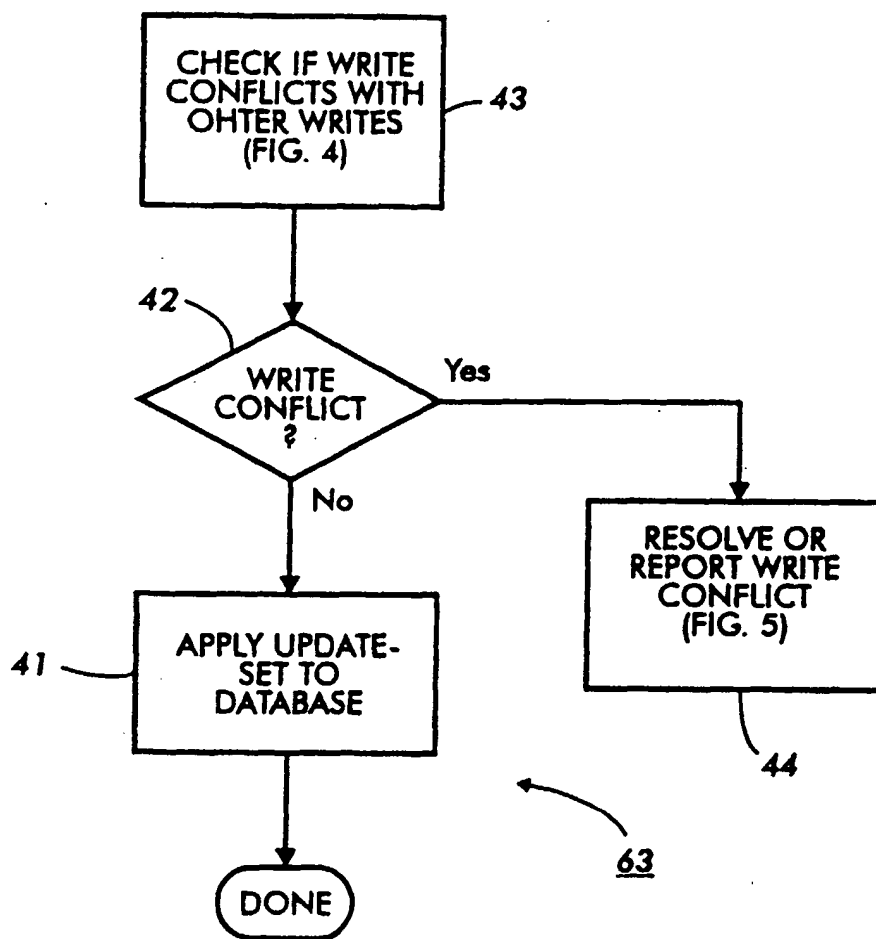 CHECK IF WRITE
CONFLICTS WITH
OHTER WRITES
(FIG. 4)
43
42
WRITE
CONFLICT
?
Yes
No
RESOLVE OR
REPORT WRITE
CONFLICT
(FIG. 5)
41
APPLY UPDATE-
SET TO
DATABASE
44
63
DONE